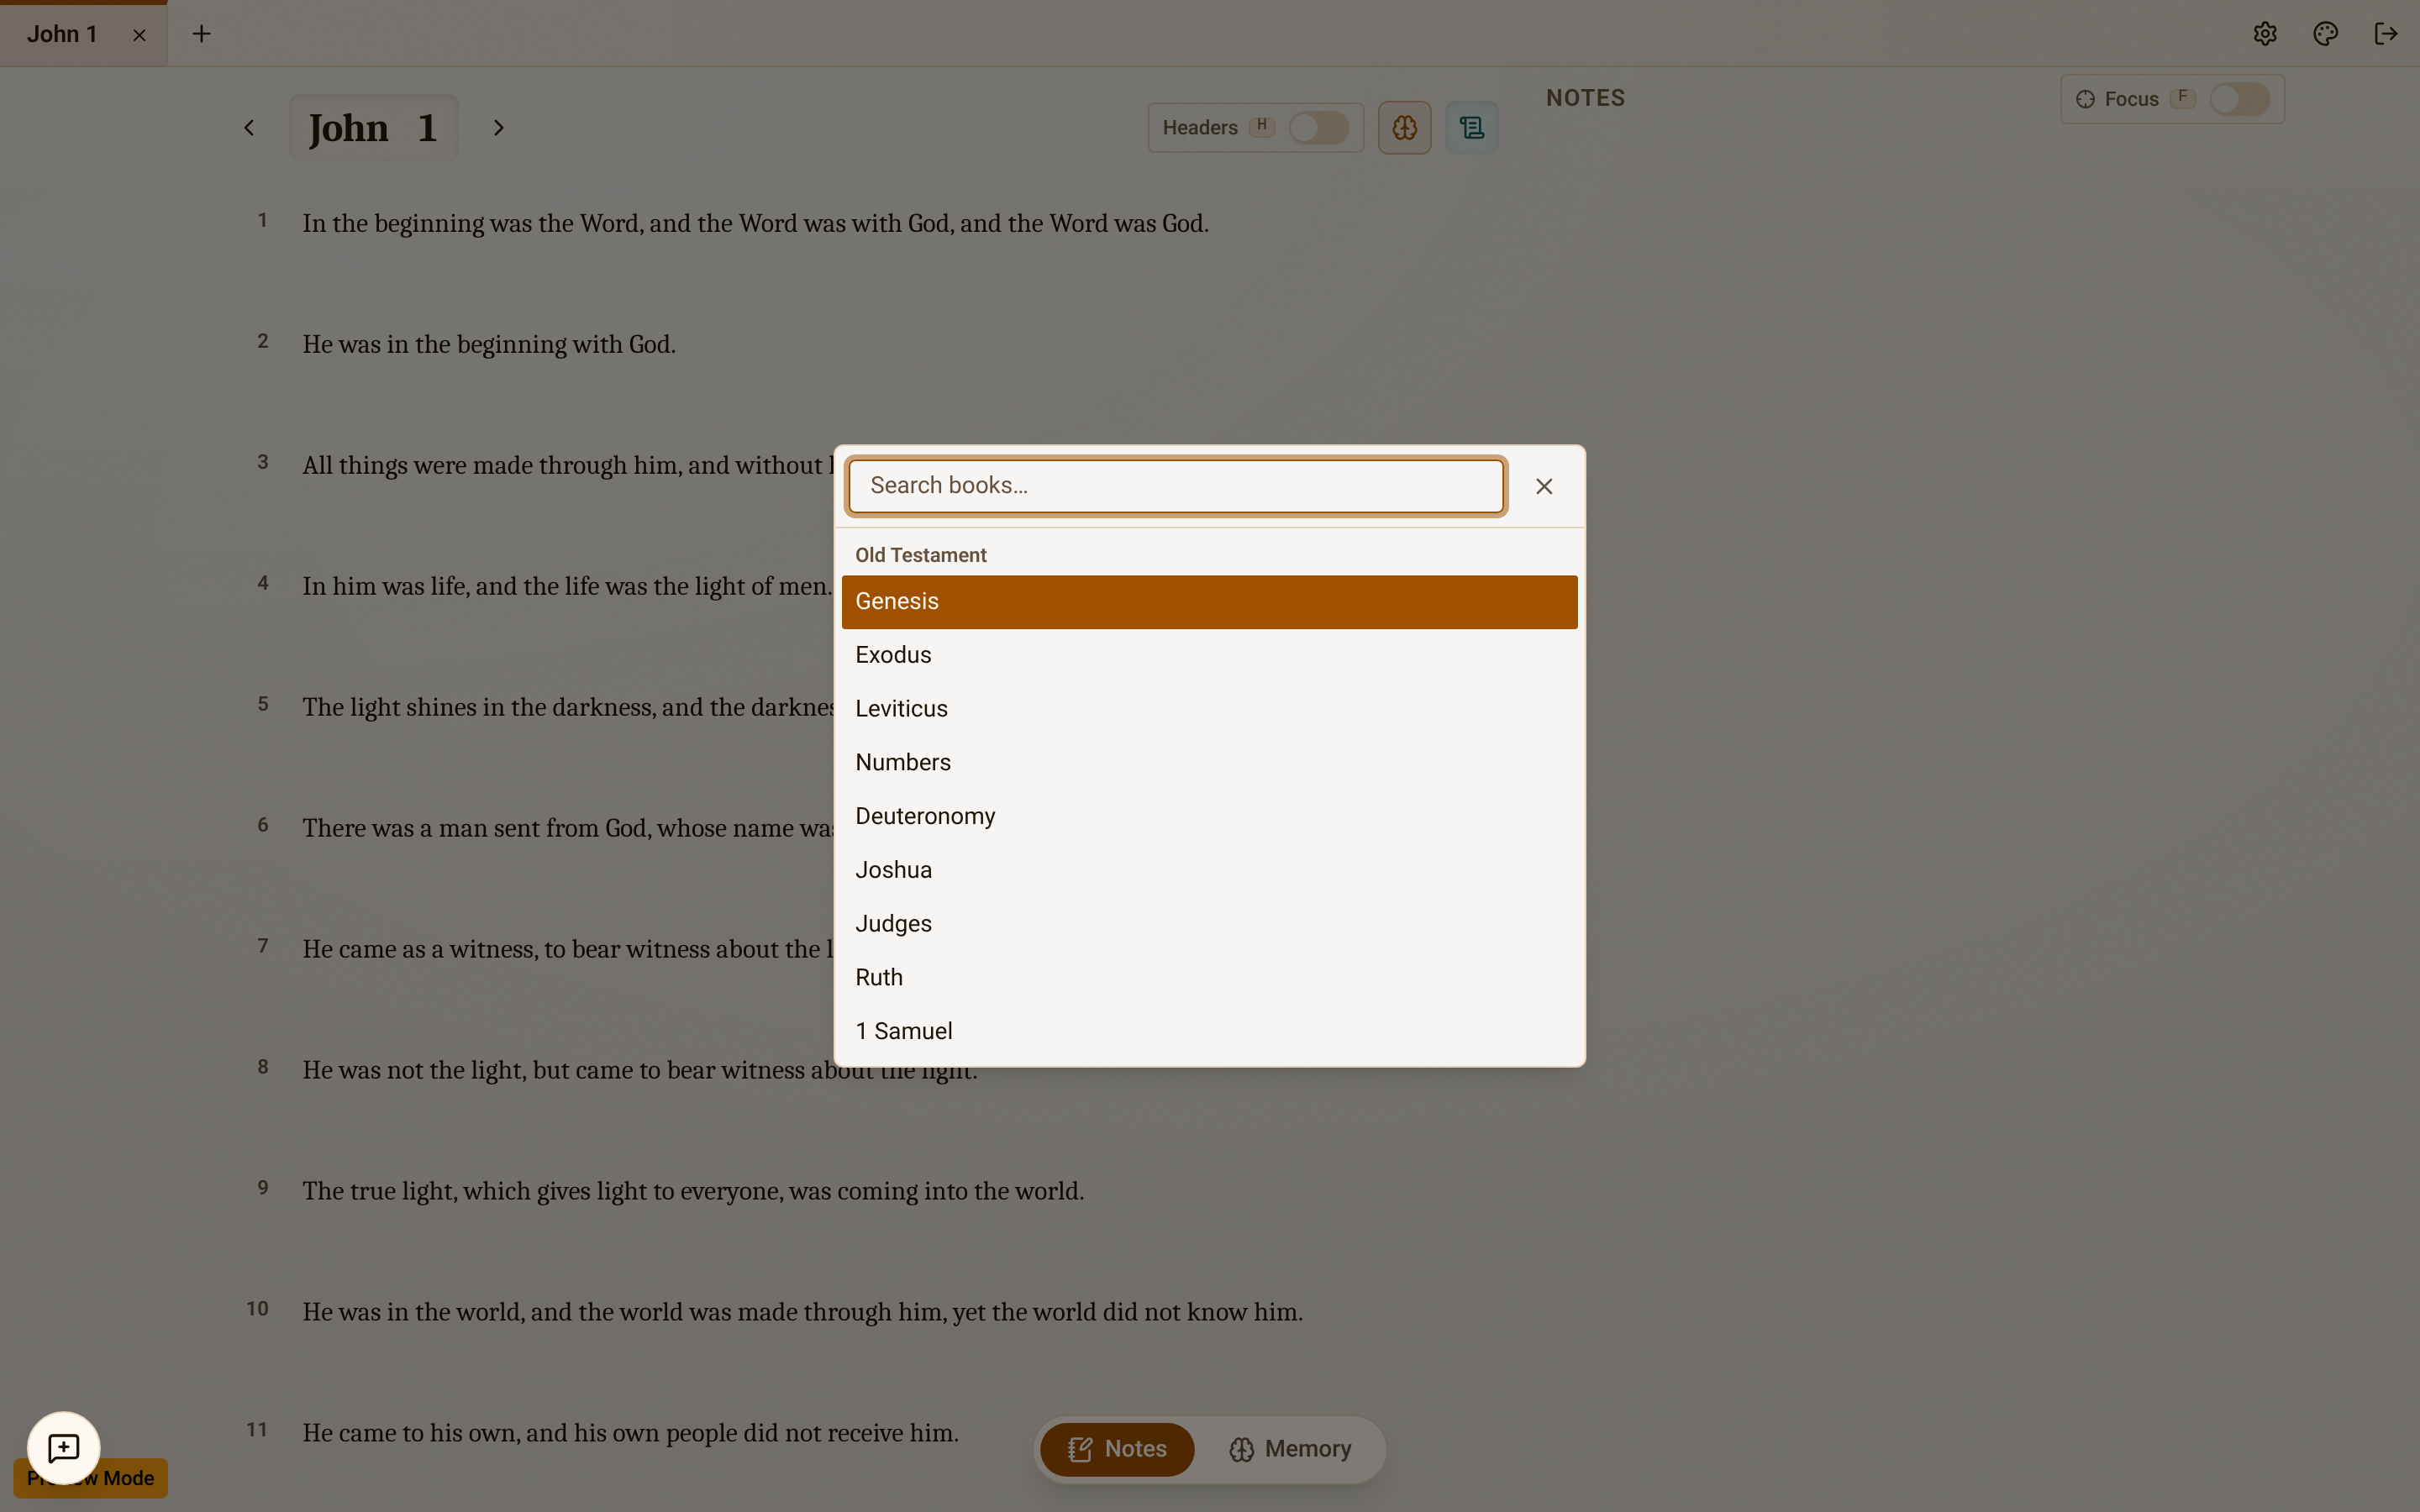 John 1
John 1
Headers H
NOTES
Focus F
1 In the beginning was the Word, and the Word was with God, and the Word was God.
2 He was in the beginning with God.
3 All things were made through him, and without
4 In him was life, and the life was the light of men.
5 The light shines in the darkness, and the
6 There was a man sent from God, whose name
7 He came as a witness, to bear witness about the
8 He was not the light, but came to bear witness about the light.
9 The true light, which gives light to everyone, was coming into the world.
10 He was in the world, and the world was made through him, yet the world did not know him.
11 He came to his own, and his own people did not receive him.
Search books...
Old Testament
Genesis
Exodus
Leviticus
Numbers
Deuteronomy
Joshua
Judges
Ruth
1 Samuel
Notes
Memory
Mode